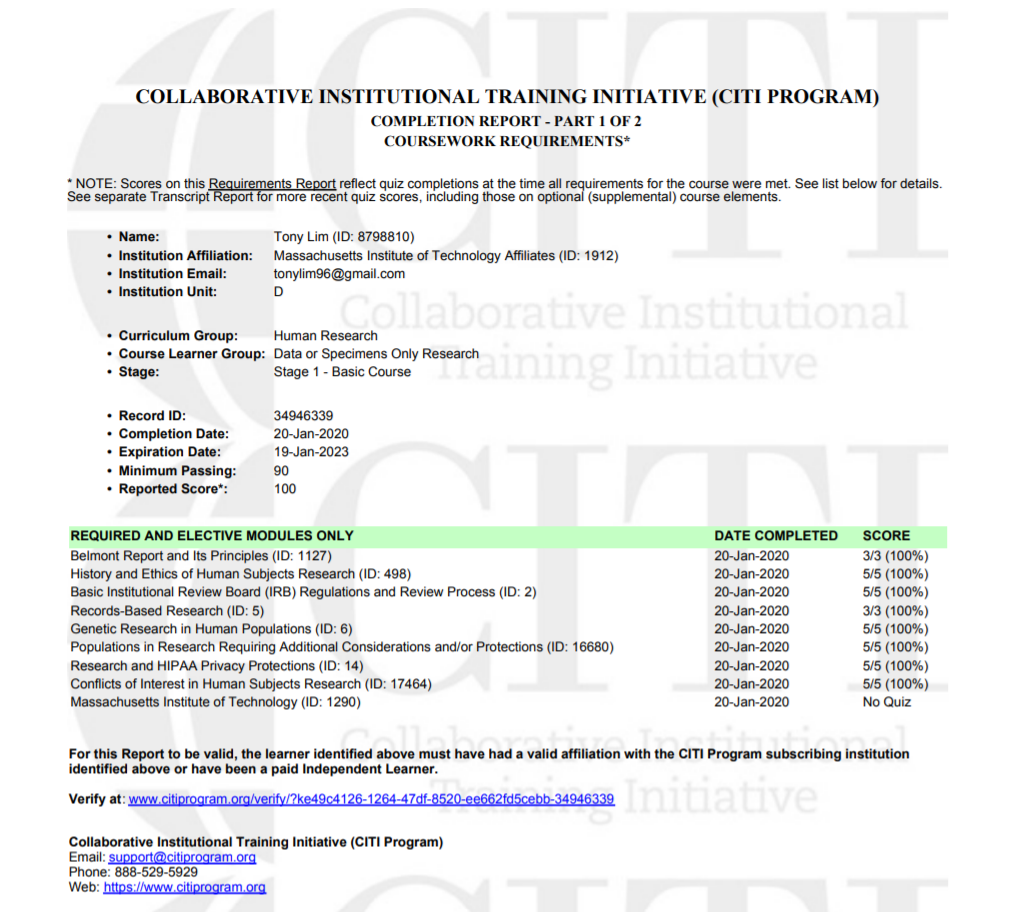 COLLABORATIVE INSTITUTIONAL TRAINING INITIATIVE (CITI PROGRAM)
COMPLETION REPORT - PART 1 OF 2
COURSEWORK REQUIREMENTS*
* NOTE: Scores on this Requirements Report reflect quiz completions at the time all requirements for the course were met. See list below for details.
See separate Transcript Report for more recent quiz scores, including those on optional (supplemental) course elements.
• Name: Tony Lim (ID: 8798810)
• Institution Affiliation: Massachusetts Institute of Technology Affiliates (ID: 1912)
• Institution Email: tonylim96@gmail.com
• Institution Unit: D
• Curriculum Group: Human Research
• Course Learner Group: Data or Specimens Only Research
• Stage: Stage 1 - Basic Course
• Record ID: 34946339
• Completion Date: 20-Jan-2020
• Expiration Date: 19-Jan-2023
• Minimum Passing: 90
• Reported Score*: 100
REQUIRED AND ELECTIVE MODULES ONLY DATE COMPLETED SCORE
Belmont Report and Its Principles (ID: 1127) 20-Jan-2020 3/3 (100%)
History and Ethics of Human Subjects Research (ID: 498) 20-Jan-2020 5/5 (100%)
Basic Institutional Review Board (IRB) Regulations and Review Process (ID: 2) 20-Jan-2020 5/5 (100%)
Records-Based Research (ID: 5) 20-Jan-2020 3/3 (100%)
Genetic Research in Human Populations (ID: 6) 20-Jan-2020 5/5 (100%)
Populations in Research Requiring Additional Considerations and/or Protections (ID: 16680) 20-Jan-2020 5/5 (100%)
Research and HIPAA Privacy Protections (ID: 14) 20-Jan-2020 5/5 (100%)
Conflicts of Interest in Human Subjects Research (ID: 17464) 20-Jan-2020 5/5 (100%)
Massachusetts Institute of Technology (ID: 1290) 20-Jan-2020 No Quiz
For this Report to be valid, the learner identified above must have had a valid affiliation with the CITI Program subscribing institution
identified above or have been a paid Independent Learner.
Verify at: www.citiprogram.org/verify/?ke49c4126-1264-47df-8520-ee662fd5cebb-34946339
Collaborative Institutional Training Initiative (CITI Program)
Email: support@citiprogram.org
Phone: 888-529-5929
Web: https://www.citiprogram.org
CITI
Collaborative Institutional
Training Initiative
CITI
Collaborative Institutional
Training Initiative